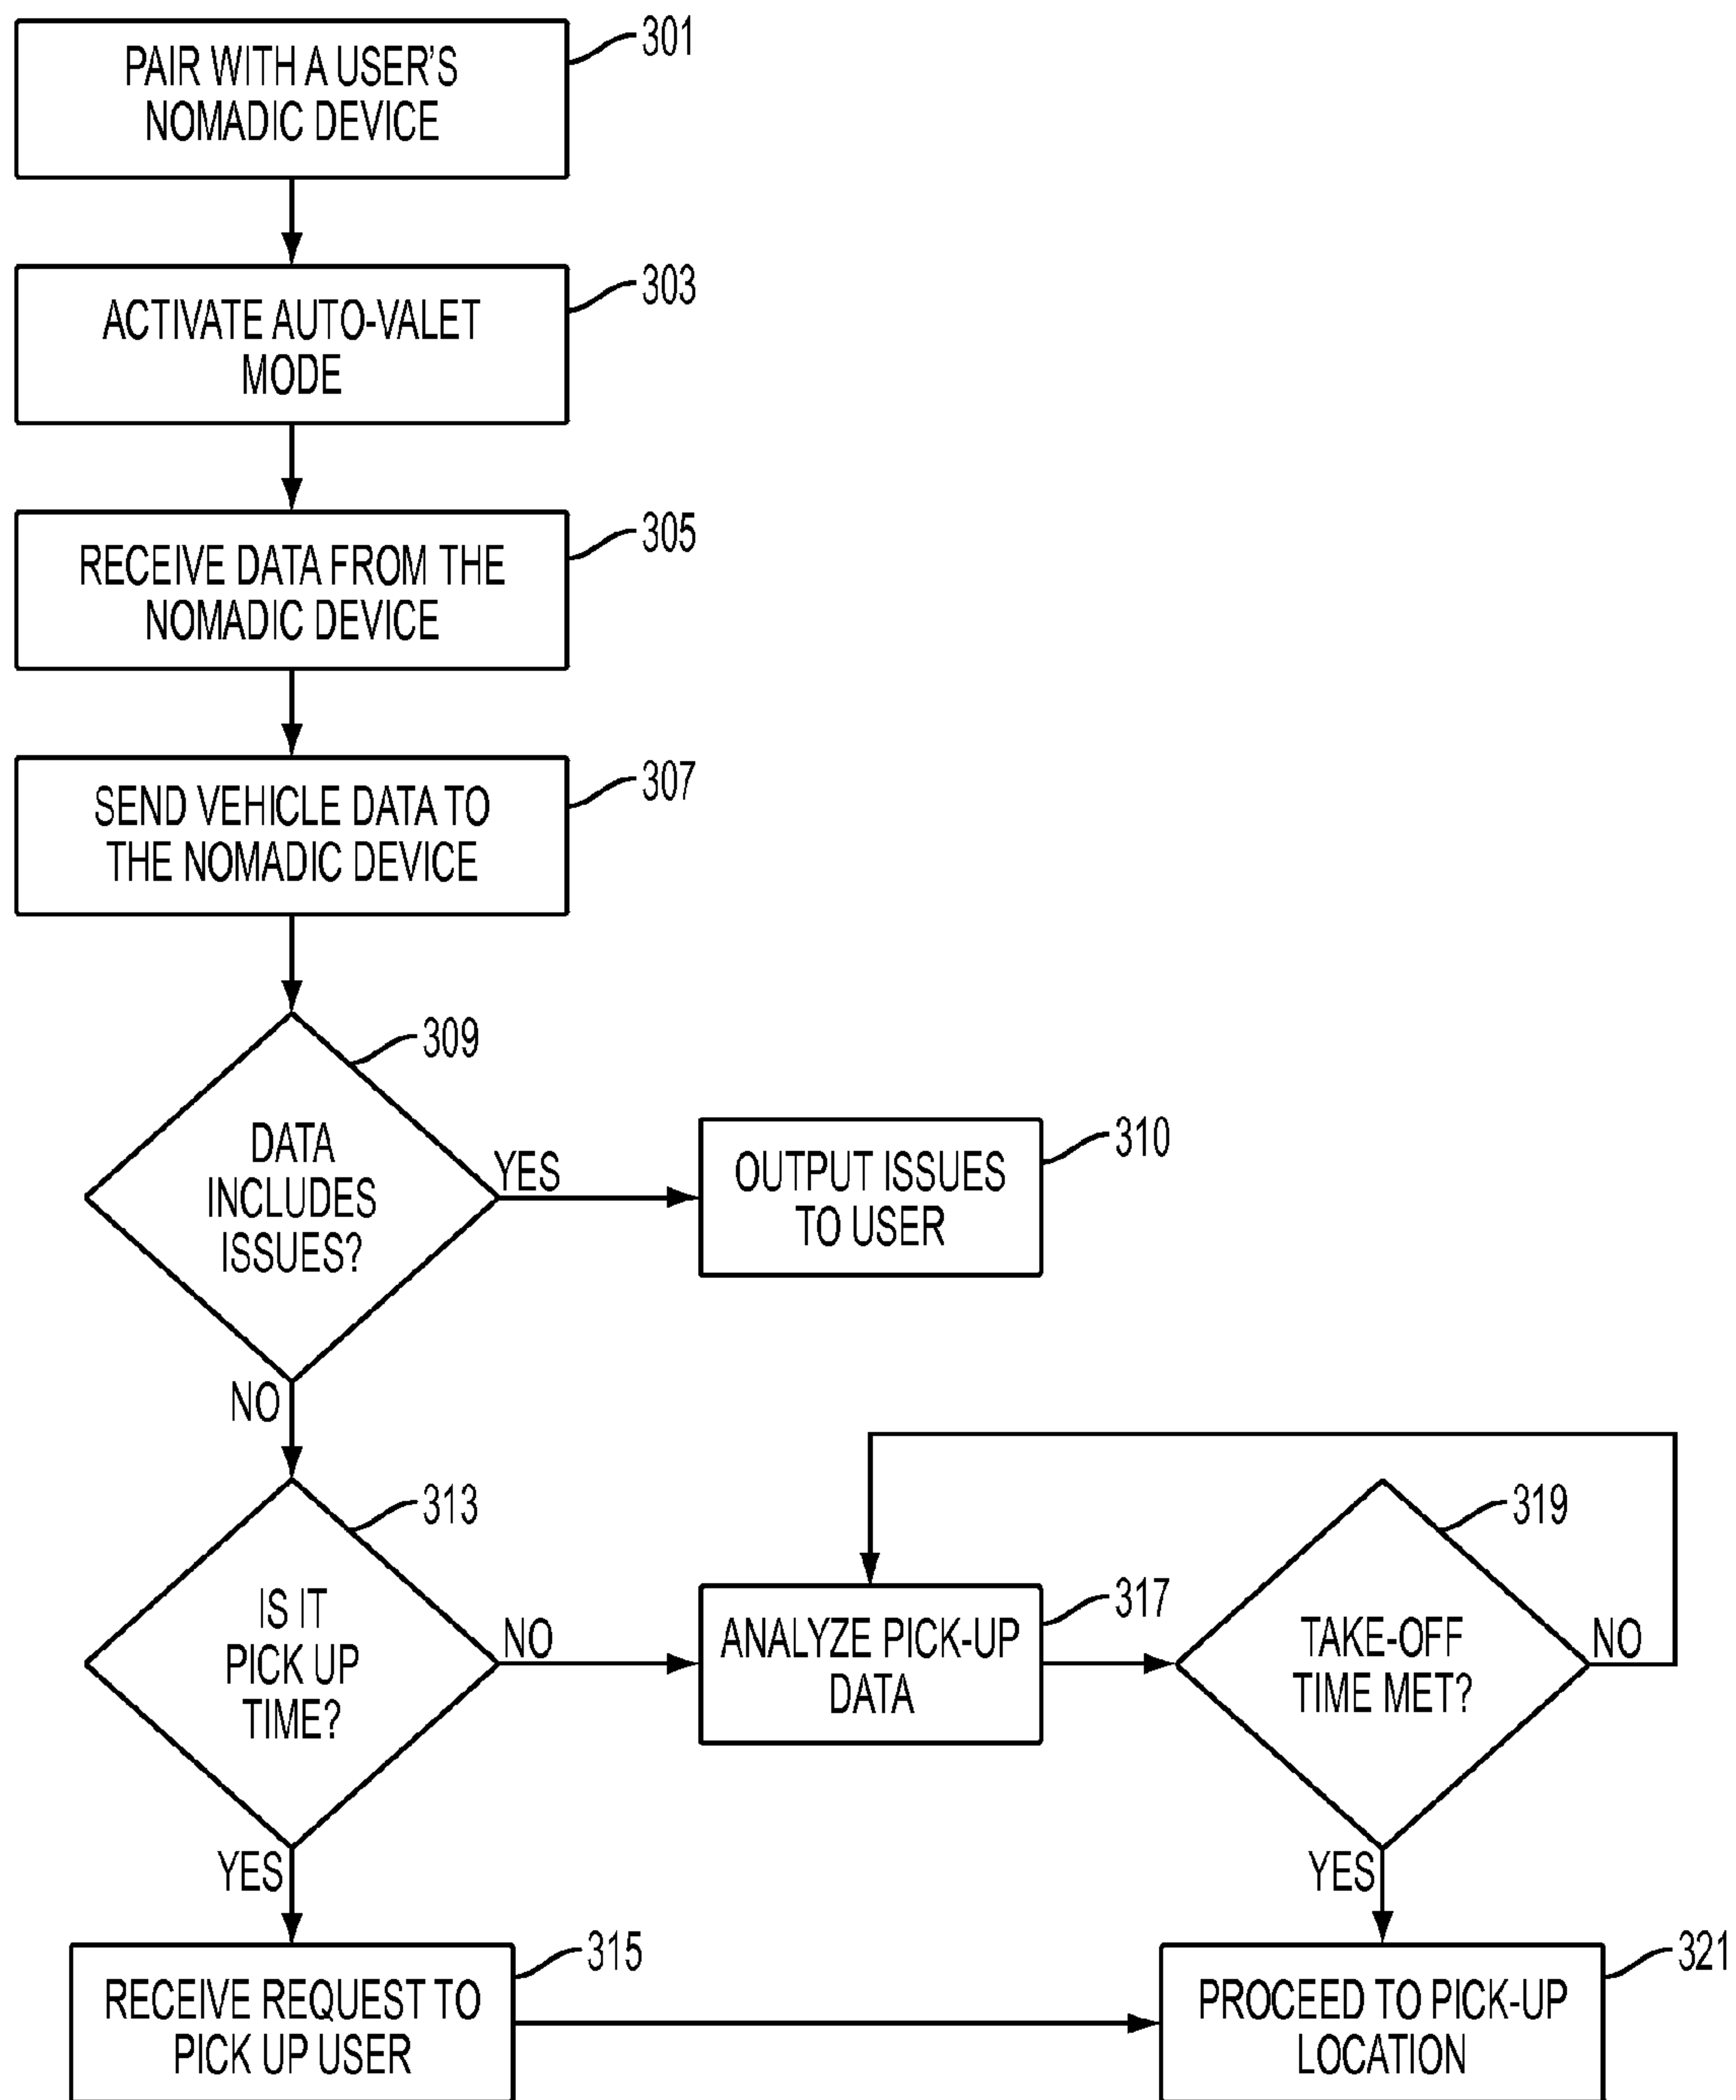 PAIR WITH A USER'S
NOMADIC DEVICE
301
ACTIVATE AUTO-VALET
MODE
303
RECEIVE DATA FROM THE
NOMADIC DEVICE
305
SEND VEHICLE DATA TO
THE NOMADIC DEVICE
307
309
DATA
INCLUDES
ISSUES?
YES
NO
OUTPUT ISSUES
TO USER
310
313
IS IT
PICK UP
TIME?
NO
YES
ANALYZE PICK-UP
DATA
317
319
TAKE-OFF
TIME MET?
NO
YES
RECEIVE REQUEST TO
PICK UP USER
315
PROCEED TO PICK-UP
LOCATION
321